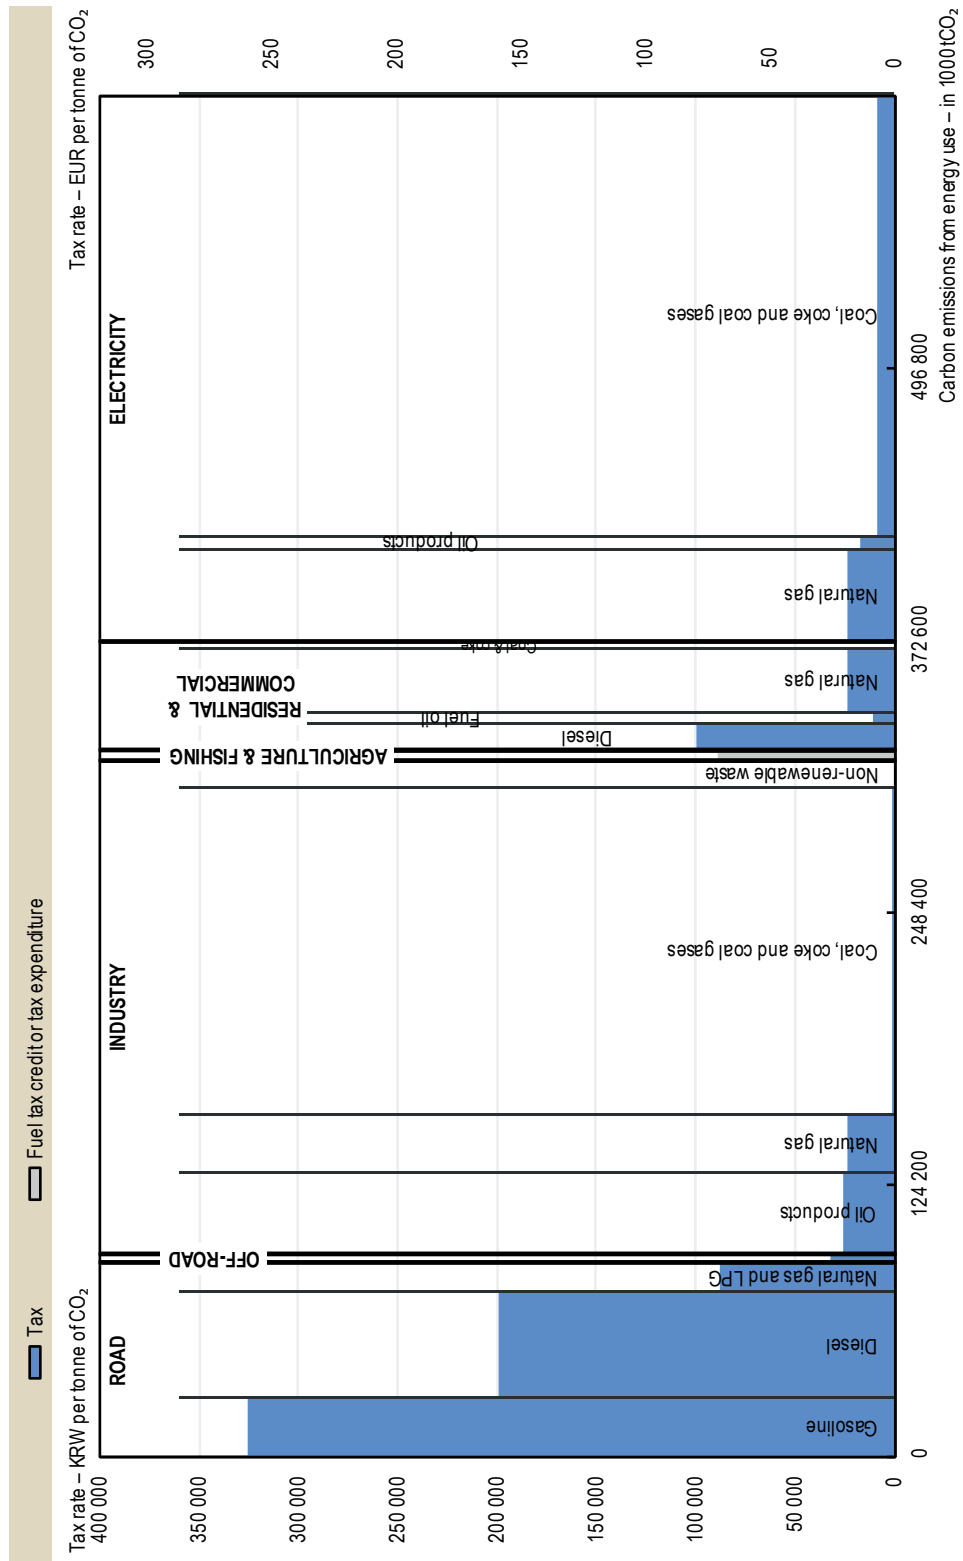 Tax
Fuel tax credit or tax expenditure
Tax rate – KRW per tonne of CO₂
Tax rate – EUR per tonne of CO₂
400 000
350 000
300 000
250 000
200 000
150 000
100 000
50 000
0
300
250
200
150
100
50
0
ROAD
OFF-ROAD
INDUSTRY
AGRICULTURE & FISHING
RESIDENTIAL &
COMMERCIAL
ELECTRICITY
Gasoline
Diesel
Natural gas and LPG
Oil products
Natural gas
Coal, coke and coal gases
Non-renewable waste
Diesel
Fuel oil
Natural gas
Coal & coke
Natural gas
Oil products
Coal, coke and coal gases
0
124 200
248 400
372 600
496 800
Carbon emissions from energy use – in 1000 tCO₂